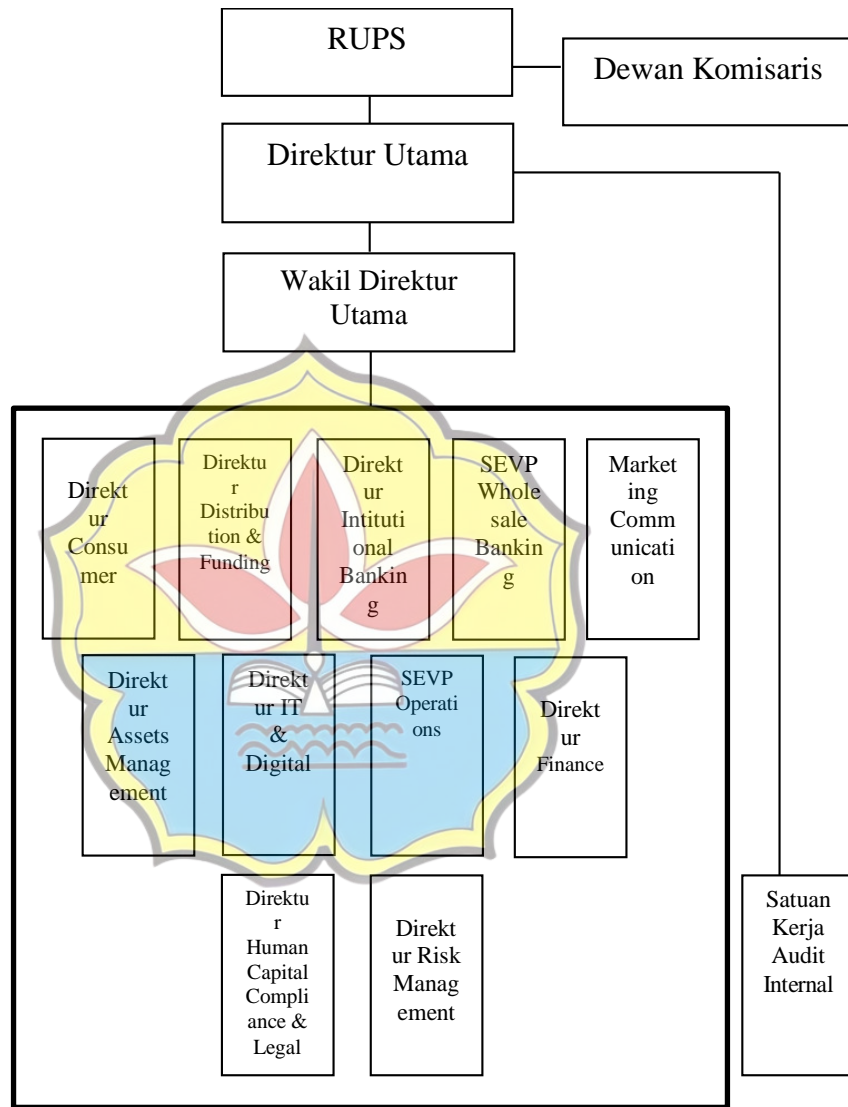 RUPS
Dewan Komisaris
Direktur Utama
Wakil Direktur
Utama
Direkt
ur
Consu
mer
Direktu
r
Distribu
tion &
Funding
Direkt
ur
Intituti
onal
Bankin
g
SEVP
Whole
sale
Bankin
g
Market
ing
Comm
unicati
on
Direkt
ur
Assets
Manag
ement
Direkt
ur IT
&
Digital
SEVP
Operati
ons
Direkt
ur
Finance
Direktu
r
Human
Capital
Compli
ance &
Legal
Direkt
ur Risk
Manag
ement
Satuan
Kerja
Audit
Internal